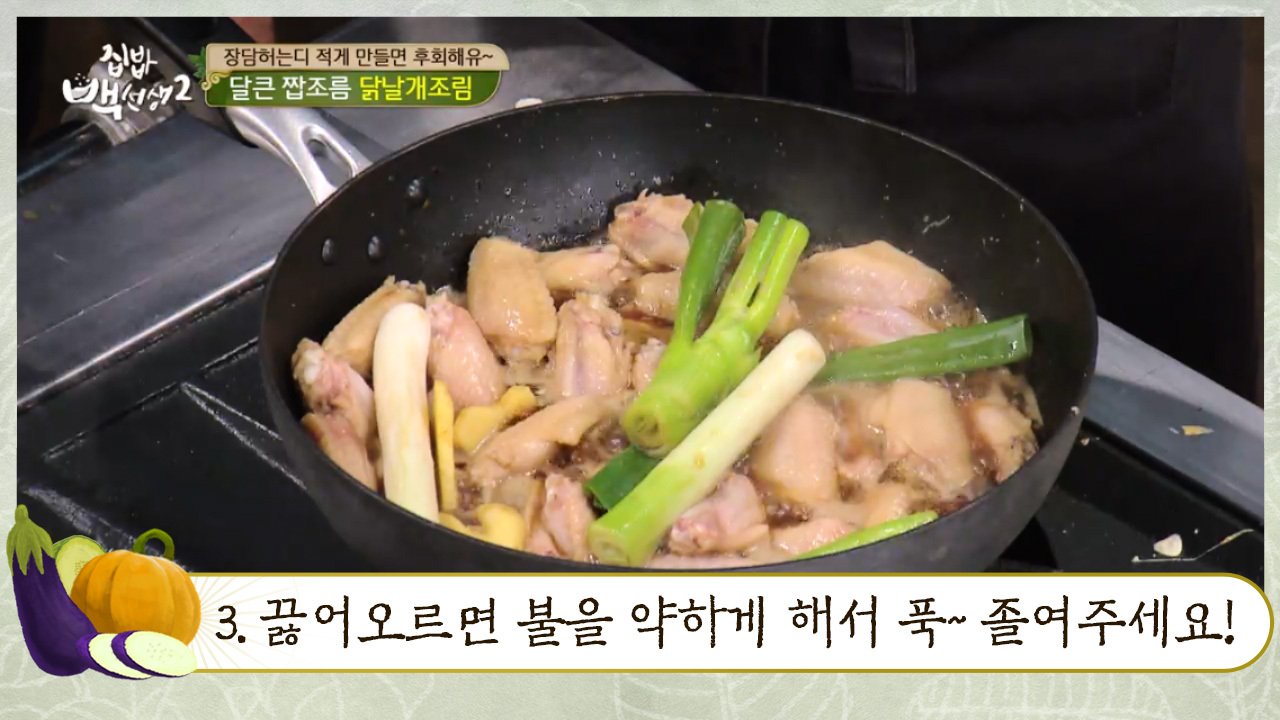 집밥
백선생2
장담허는디 적게 만들면 후회해유~
달큰 짭조름 닭날개조림
3. 끓어오르면 불을 약하게 해서 푹~ 졸여주세요!